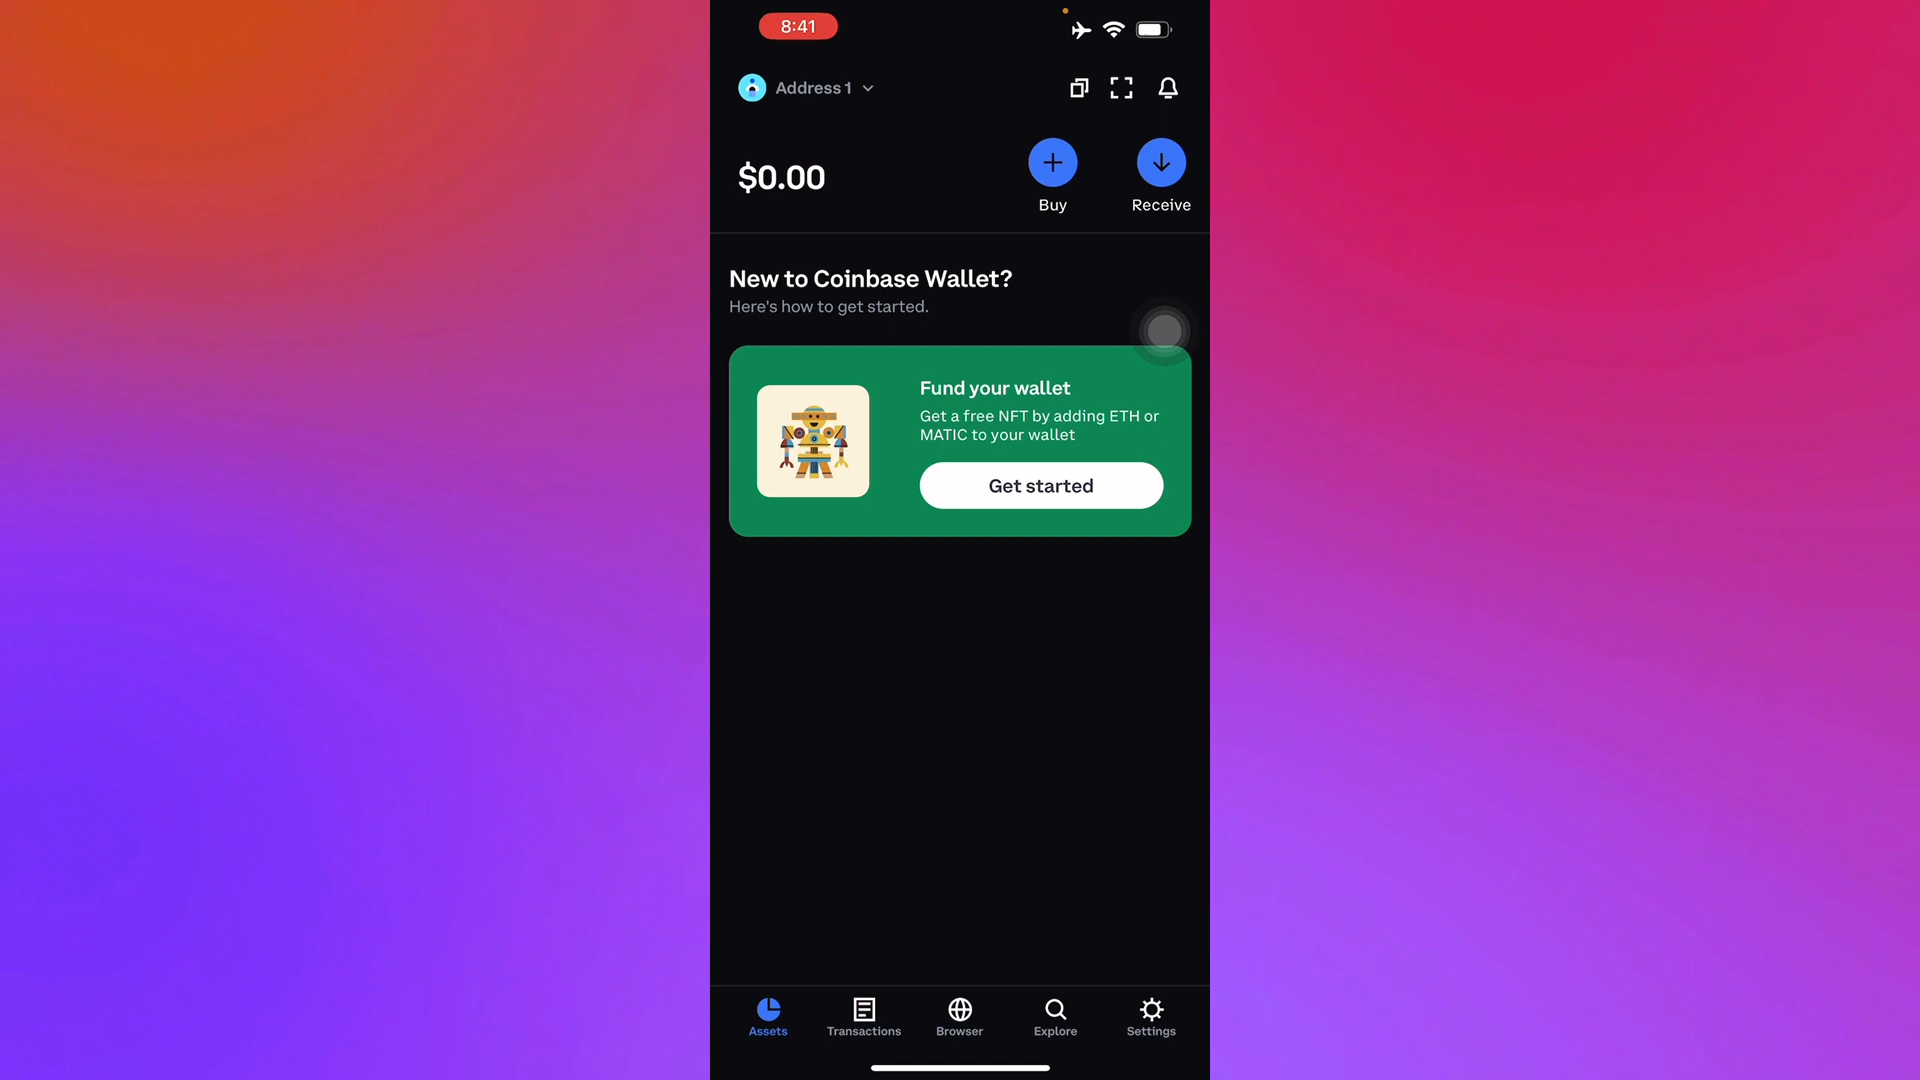 8:41
Address 1
$0.00
Buy
Receive
New to Coinbase Wallet?
Here's how to get started.
Fund your wallet
Get a free NFT by adding ETH or
MATIC to your wallet
Get started
Assets
Transactions
Browser
Explore
Settings